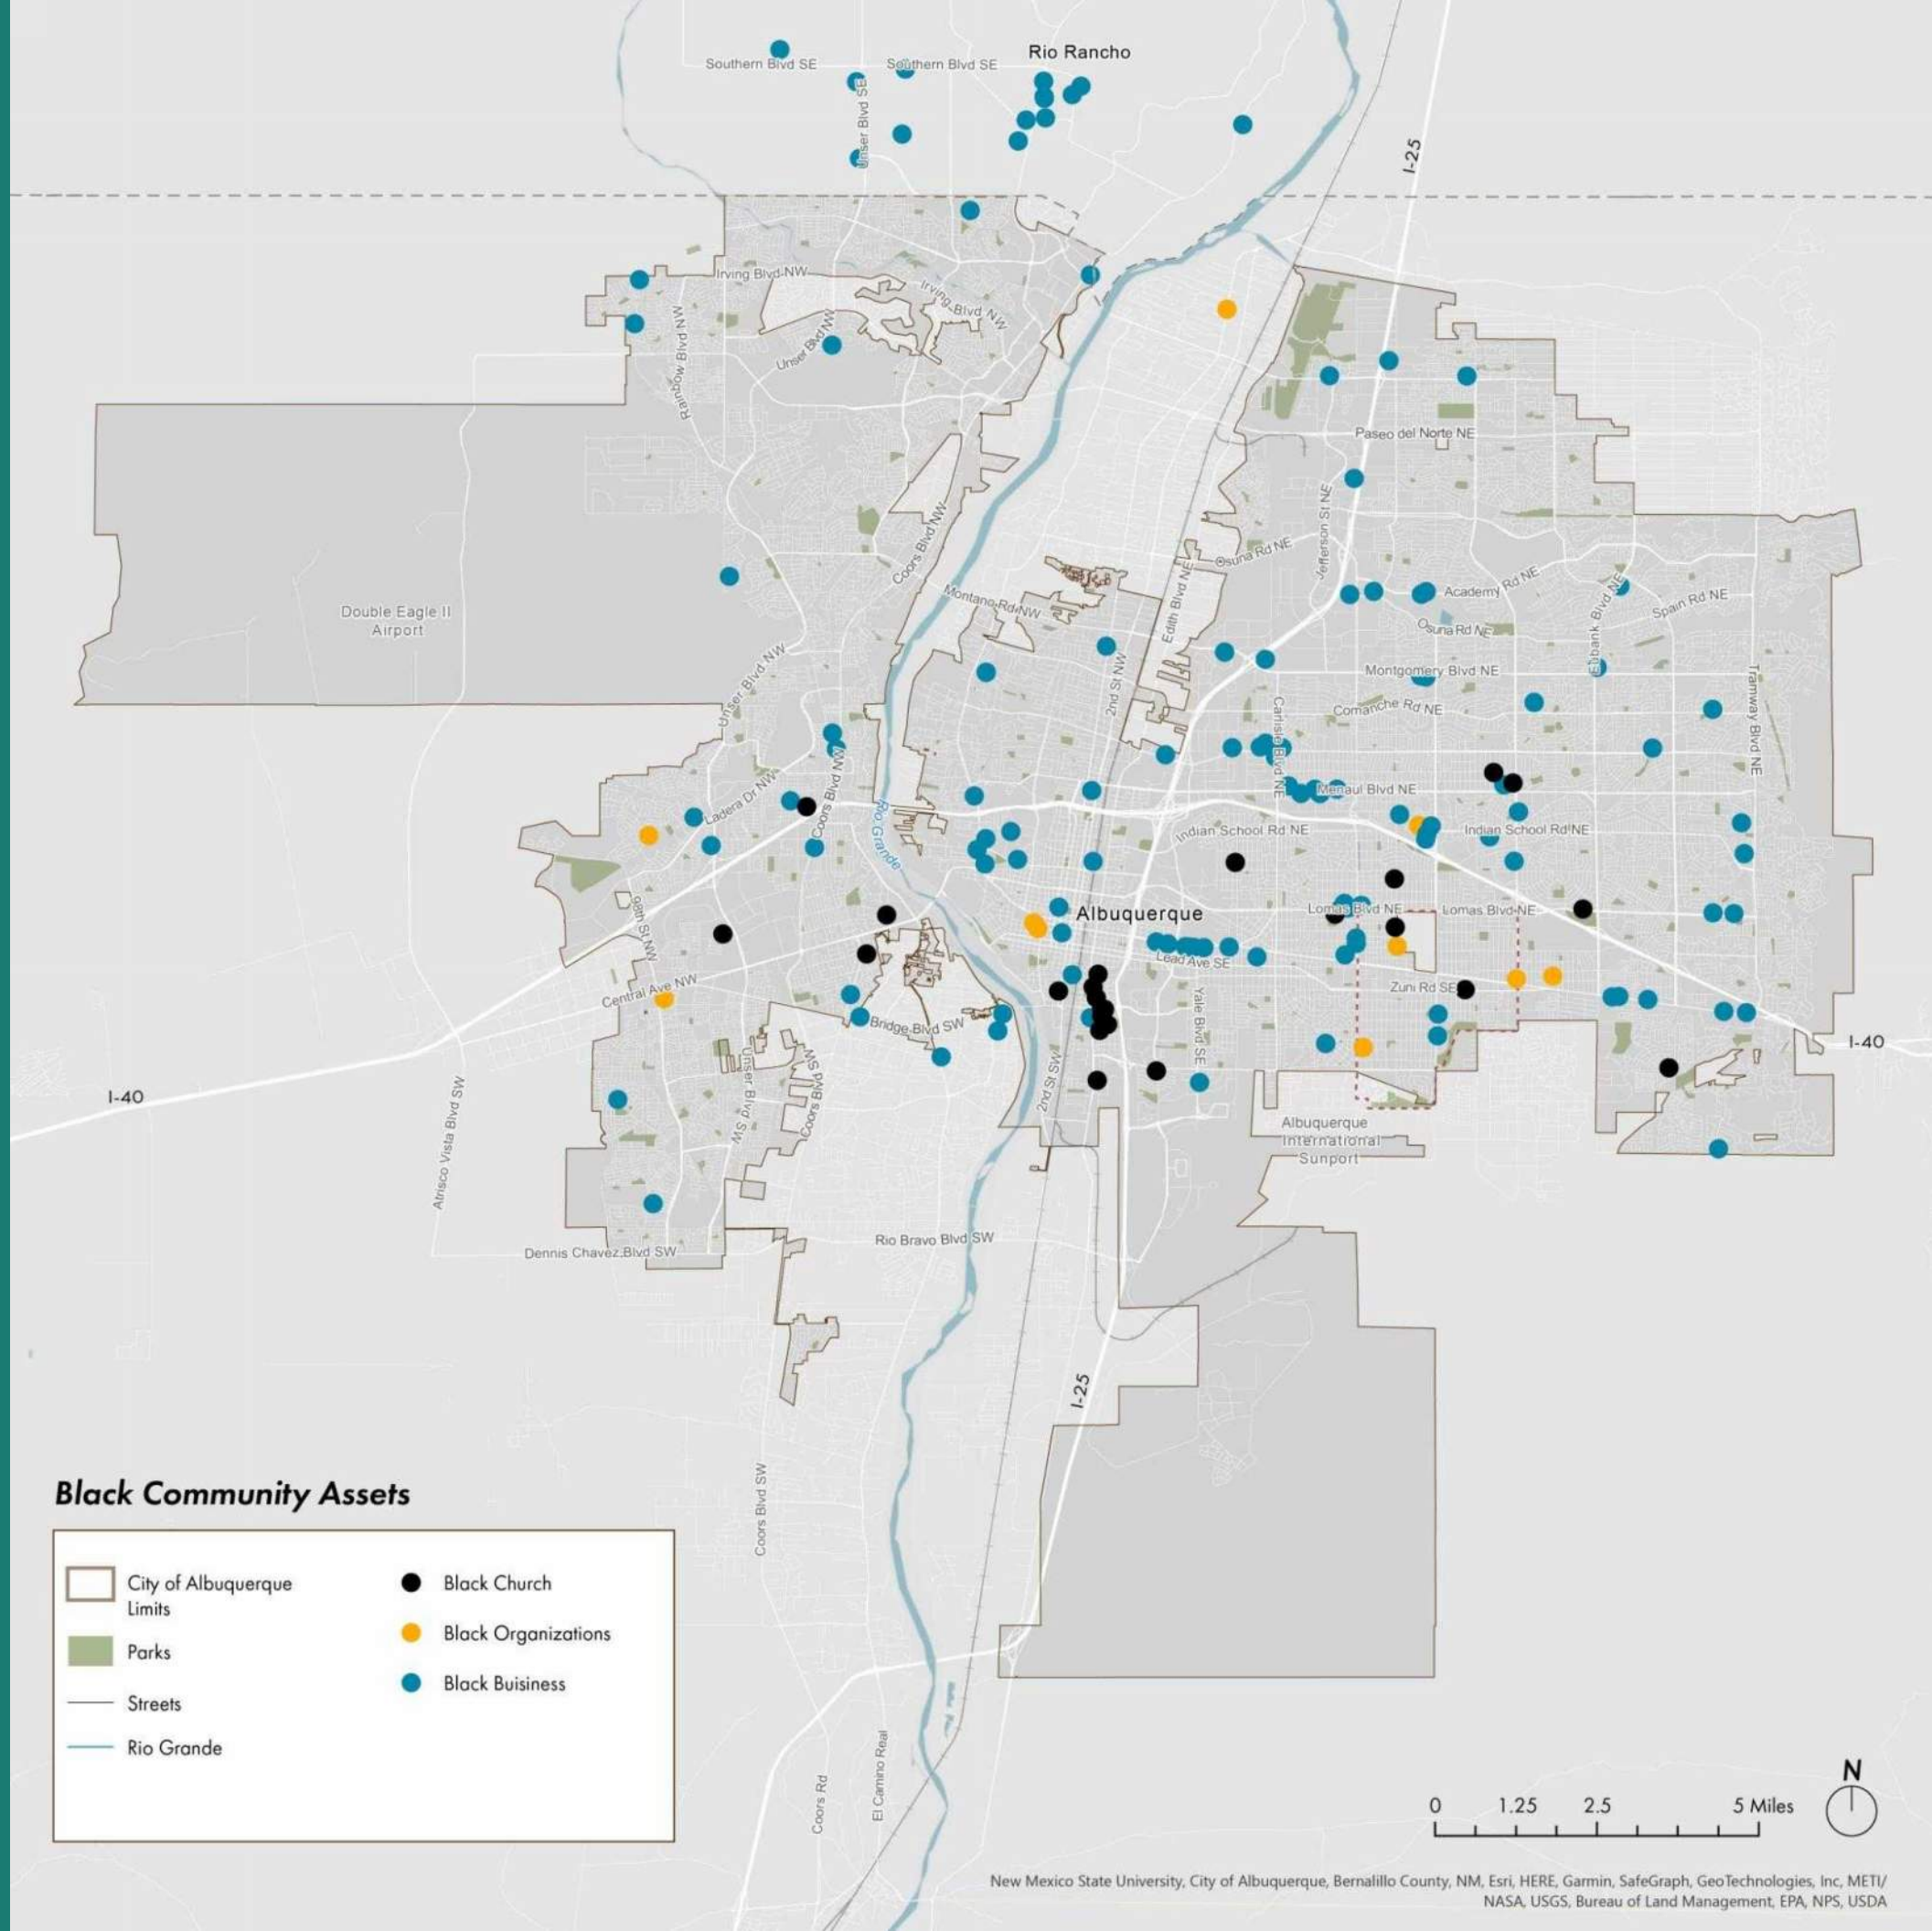 Rio Rancho
Southern Blvd SE
Southern Blvd SE
Unser Blvd SE
I-25
Irving Blvd NW
Irving Blvd NW
Rainbow Blvd NW
Unser Blvd NW
Paseo del Norte NE
Jefferson St NE
Coors Blvd NW
Osuna Rd NE
Double Eagle II
Airport
Montano Rd NW
Edith Blvd NE
Academy Rd NE
Eubank Blvd NE
Spain Rd NE
Osuna Rd NE
Unser Blvd NW
2nd St NW
Montgomery Blvd NE
Tramway Blvd NE
Carlisle Blvd NE
Comanche Rd NE
Ladera Dr NW
Coors Blvd NW
Rio Grande
Menaul Blvd NE
Indian School Rd NE
Indian School Rd NE
98th St NW
Albuquerque
Lomas Blvd NE
Lomas Blvd NE
Lead Ave SE
Central Ave NW
Zuni Rd SE
Bridge Blvd SW
Yale Blvd SE
I-40
I-40
Atrisco Vista Blvd SW
Unser Blvd SW
Coors Blvd SW
2nd St SW
Albuquerque
International
Sunport
Rio Bravo Blvd SW
Dennis Chavez Blvd SW
I-25
Coors Blvd SW
Coors Rd
El Camino Real
Black Community Assets
City of Albuquerque
Limits
Parks
Streets
Rio Grande
Black Church
Black Organizations
Black Buisiness
N
0 1.25 2.5 5 Miles
New Mexico State University, City of Albuquerque, Bernalillo County, NM, Esri, HERE, Garmin, SafeGraph, GeoTechnologies, Inc, METI/
NASA, USGS, Bureau of Land Management, EPA, NPS, USDA